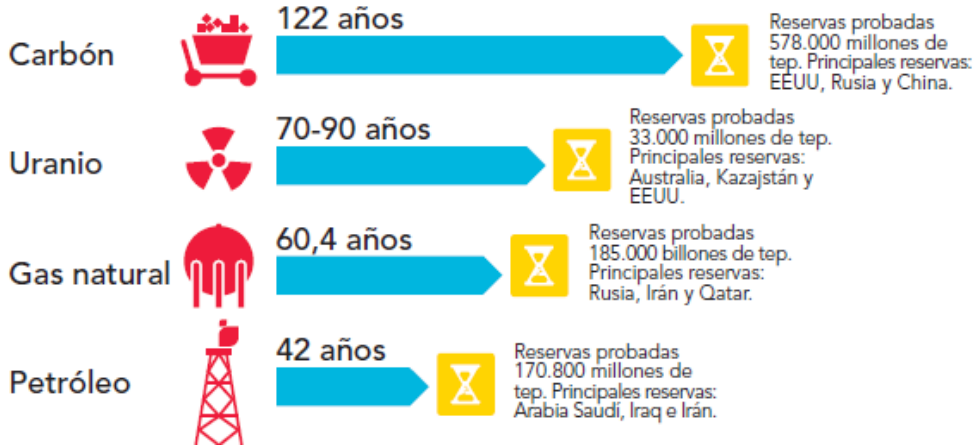 Carbón
122 años
Reservas probadas
578.000 millones de
tep. Principales reservas:
EEUU, Rusia y China.
Uranio
70-90 años
Reservas probadas
33.000 millones de tep.
Principales reservas:
Australia, Kazajstán y
EEUU.
Gas natural
60,4 años
Reservas probadas
185.000 billones de tep.
Principales reservas:
Rusia, Irán y Qatar.
Petróleo
42 años
Reservas probadas
170.800 millones de
tep. Principales reservas:
Arabia Saudí, Iraq e Irán.